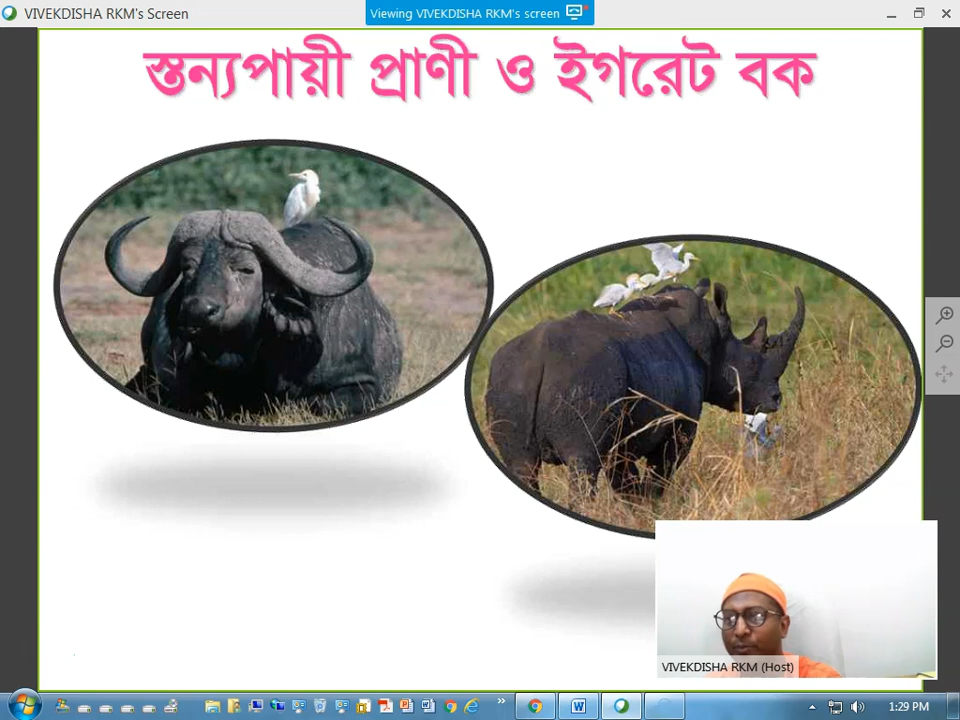 VIVEKDISHA RKM's Screen
Viewing VIVEKDISHA RKM's screen
স্তন্যপায়ী প্রাণী ও ইগরেট বক
VIVEKDISHA RKM (Host)
1:29 PM